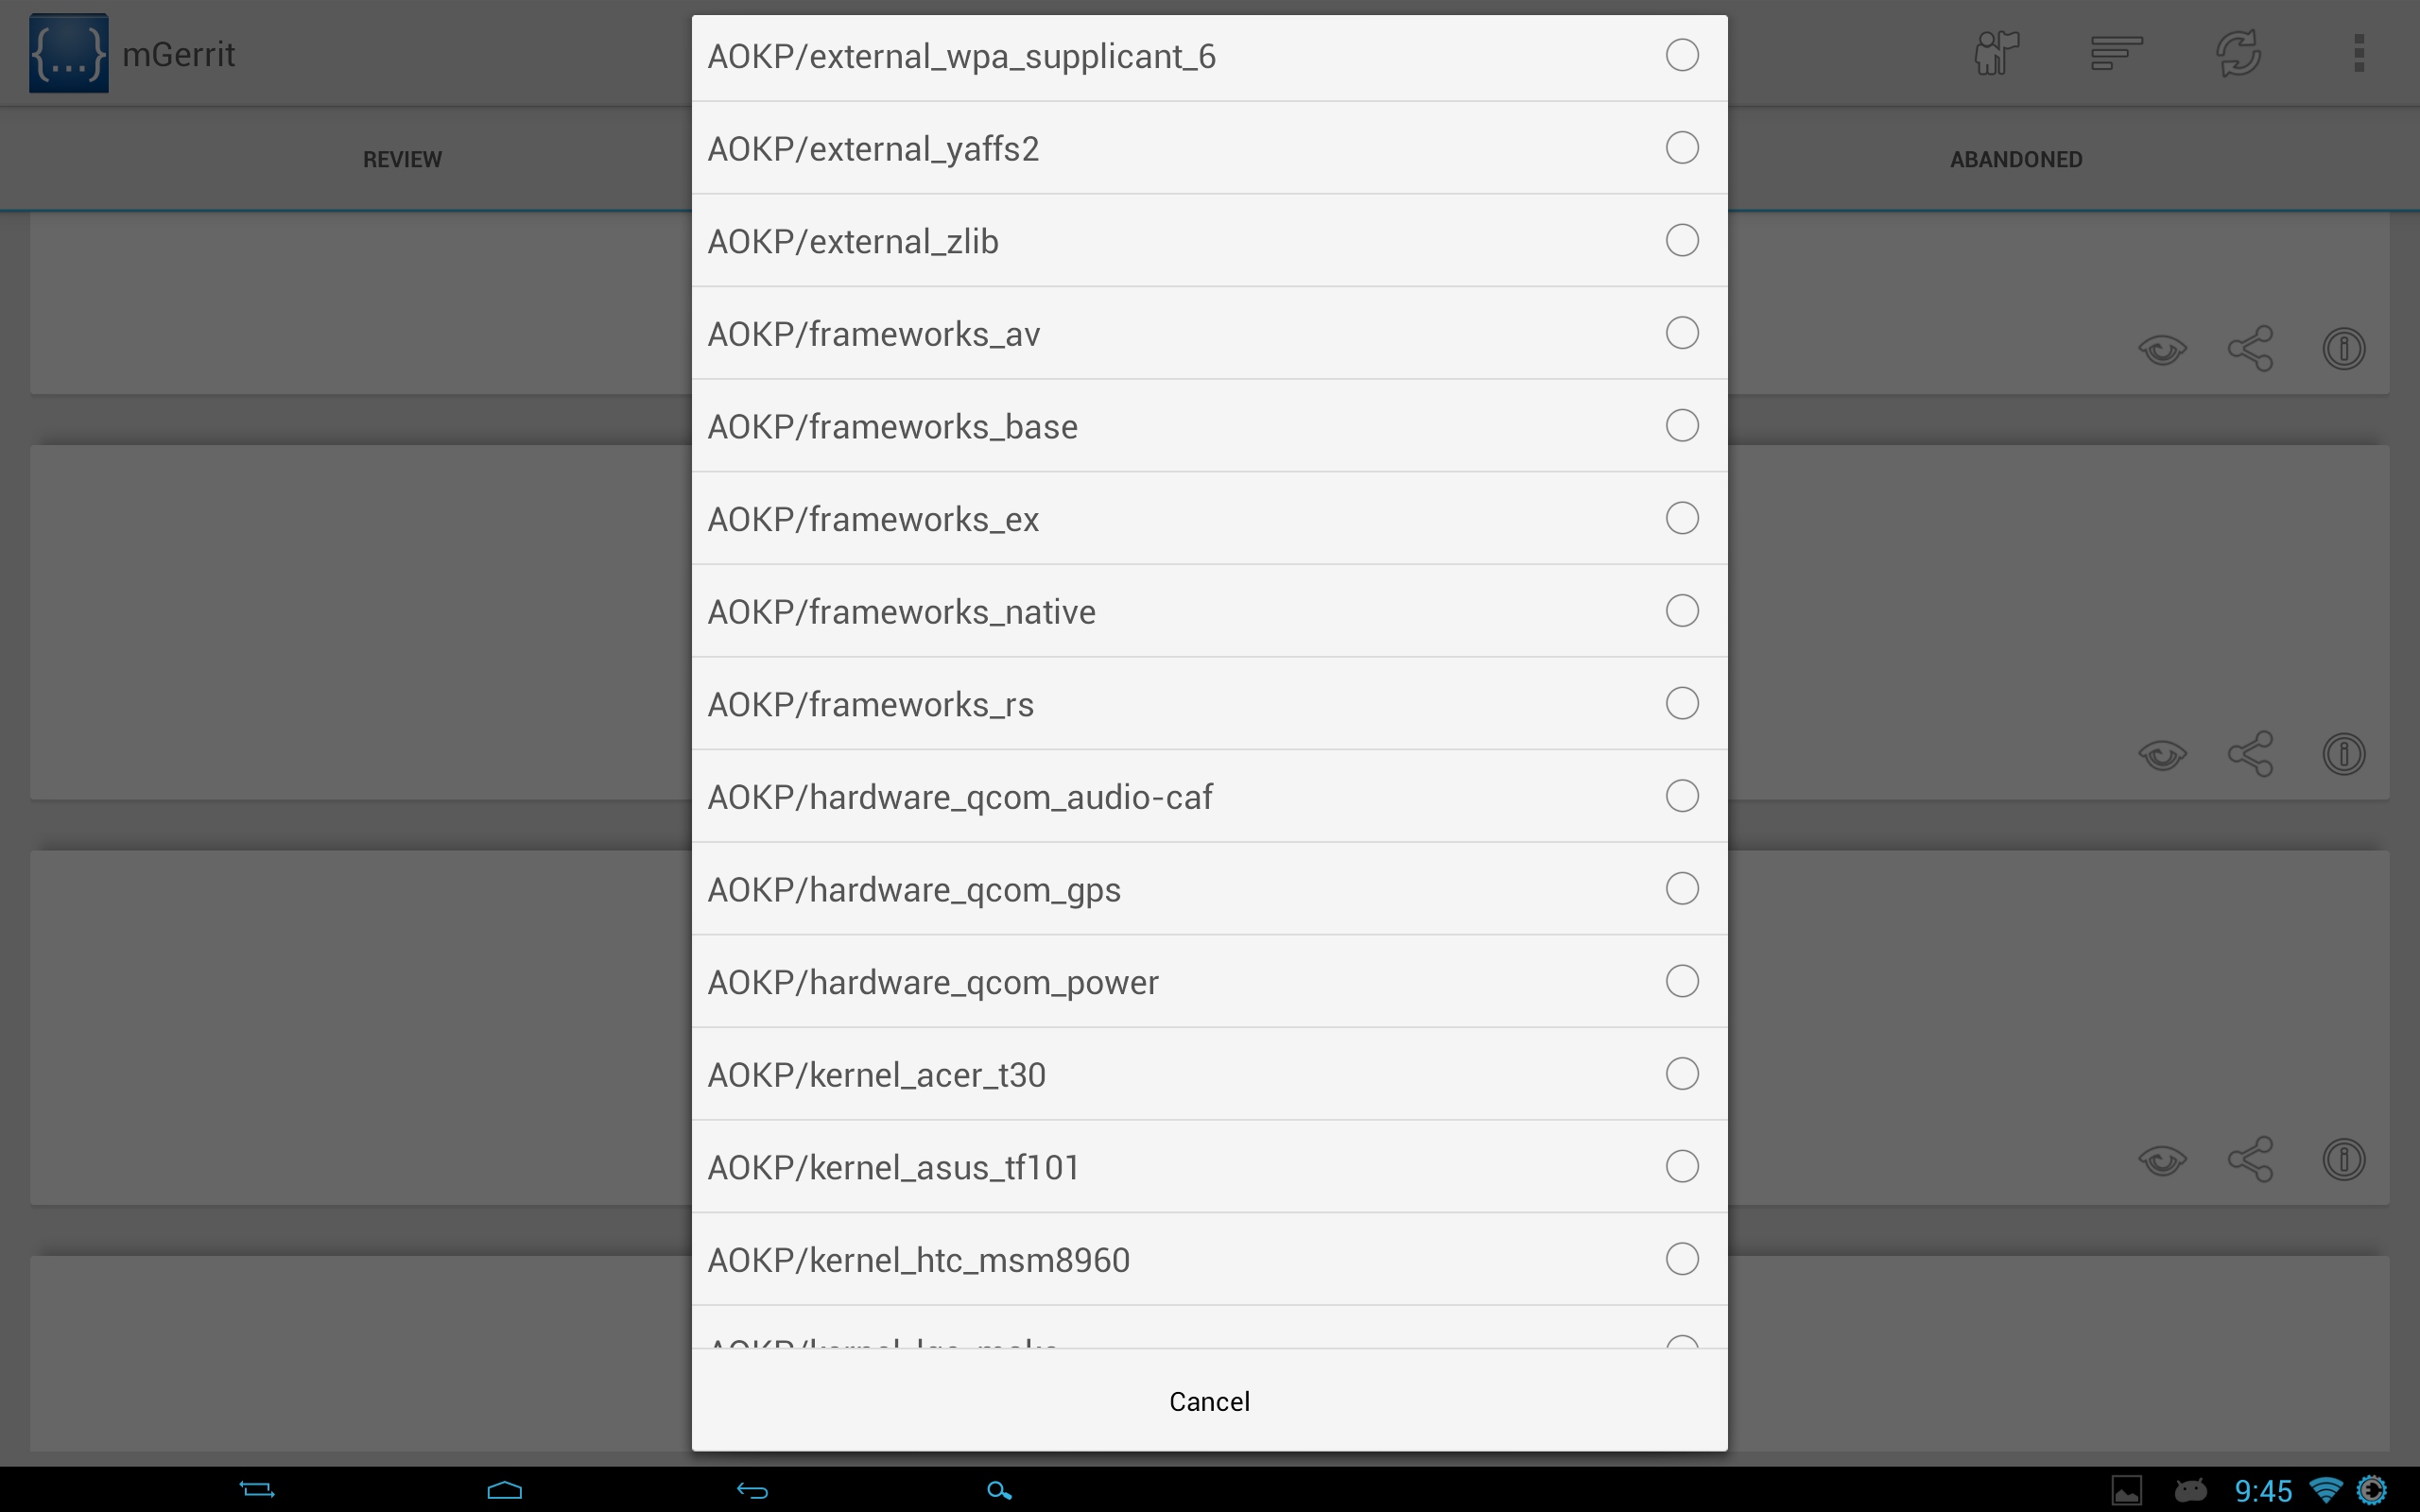 {...} mGerrit
REVIEW
ABANDONED
AOKP/external_wpa_supplicant_6
AOKP/external_yaffs2
AOKP/external_zlib
AOKP/frameworks_av
AOKP/frameworks_base
AOKP/frameworks_ex
AOKP/frameworks_native
AOKP/frameworks_rs
AOKP/hardware_qcom_audio-caf
AOKP/hardware_qcom_gps
AOKP/hardware_qcom_power
AOKP/kernel_acer_t30
AOKP/kernel_asus_tf101
AOKP/kernel_htc_msm8960
Cancel
9:45